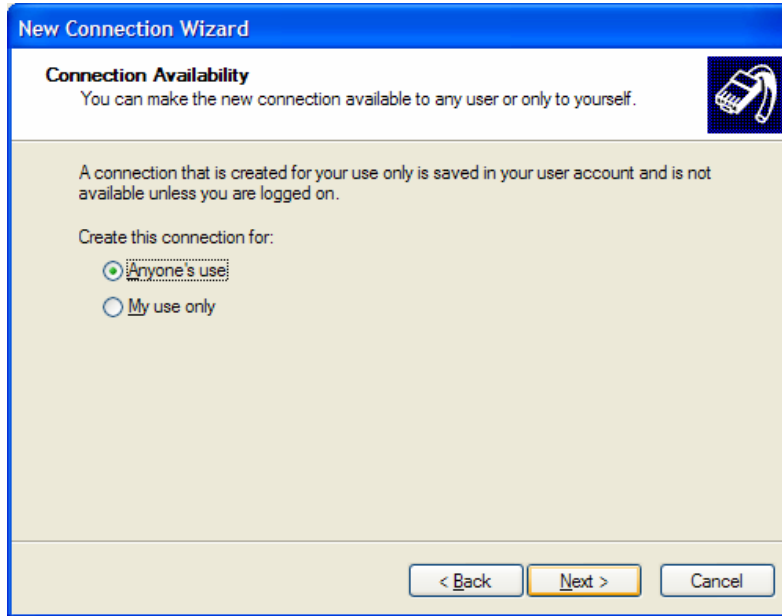 New Connection Wizard
Connection Availability
You can make the new connection available to any user or only to yourself.
A connection that is created for your use only is saved in your user account and is not
available unless you are logged on.
Create this connection for:
Anyone's use
My use only
< Back Next > Cancel